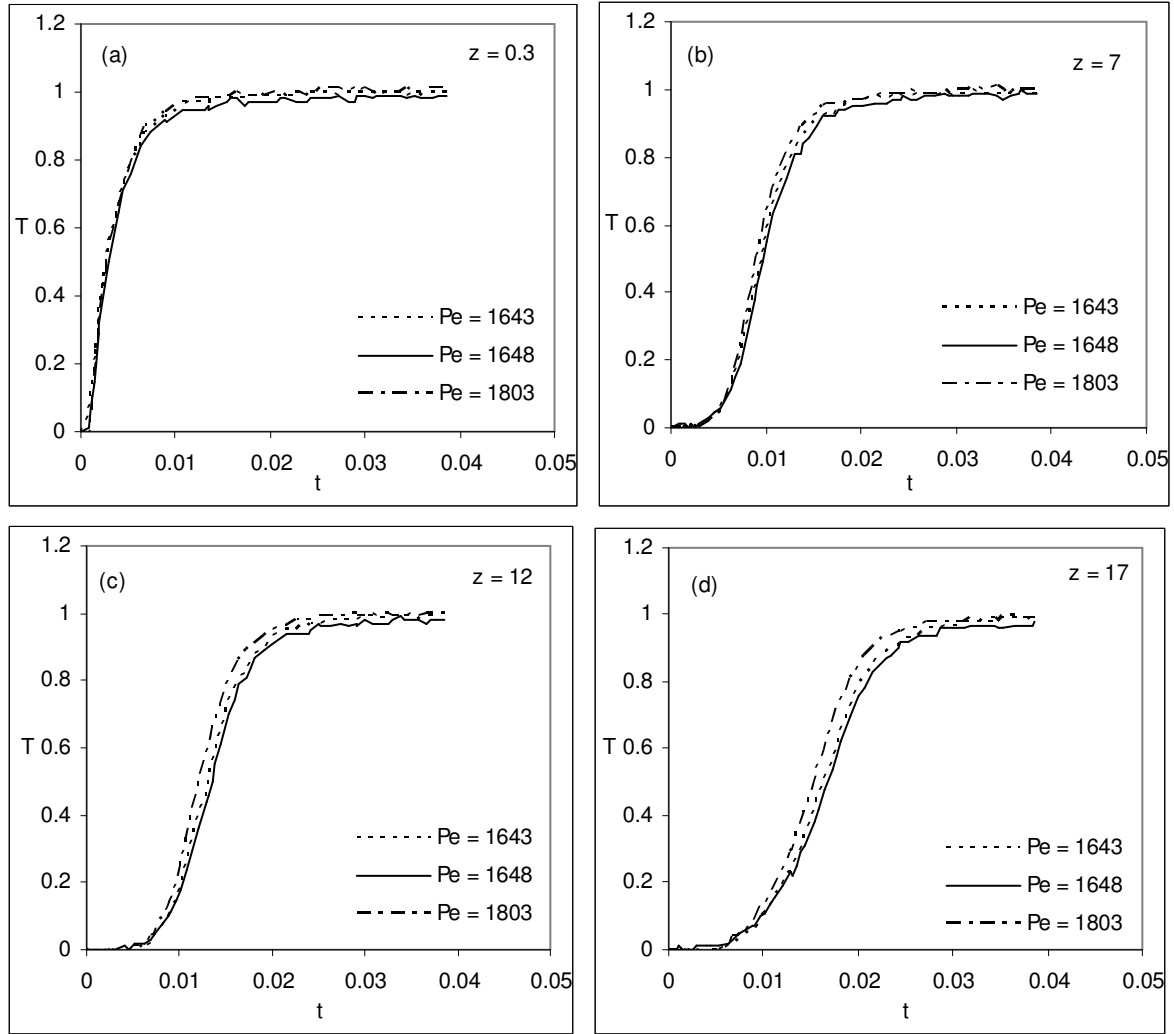 1.2
(a)
z = 0.3
1
0.8
T 0.6
0.4
Pe = 1643
Pe = 1648
0.2
Pe = 1803
0
0 0.01 0.02 0.03 0.04 0.05
t
1.2
(b)
z = 7
1
0.8
T 0.6
0.4
Pe = 1643
Pe = 1648
0.2
Pe = 1803
0
0 0.01 0.02 0.03 0.04 0.05
t
1.2
(c)
z = 12
1
0.8
T 0.6
0.4
Pe = 1643
Pe = 1648
0.2
Pe = 1803
0
0 0.01 0.02 0.03 0.04 0.05
t
1.2
(d)
z = 17
1
0.8
T 0.6
0.4
Pe = 1643
Pe = 1648
0.2
Pe = 1803
0
0 0.01 0.02 0.03 0.04 0.05
t